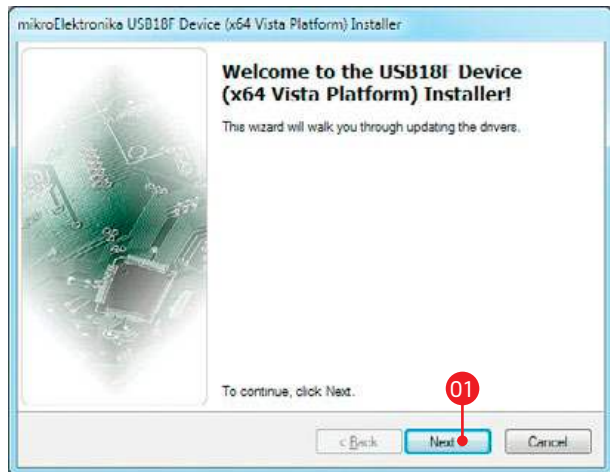 mikroElektronika USB18F Device (x64 Vista Platform) Installer
Welcome to the USB18F Device
(x64 Vista Platform) Installer!
This wizard will walk you through updating the drivers.
To continue, click Next.
01
< Back
Next
Cancel